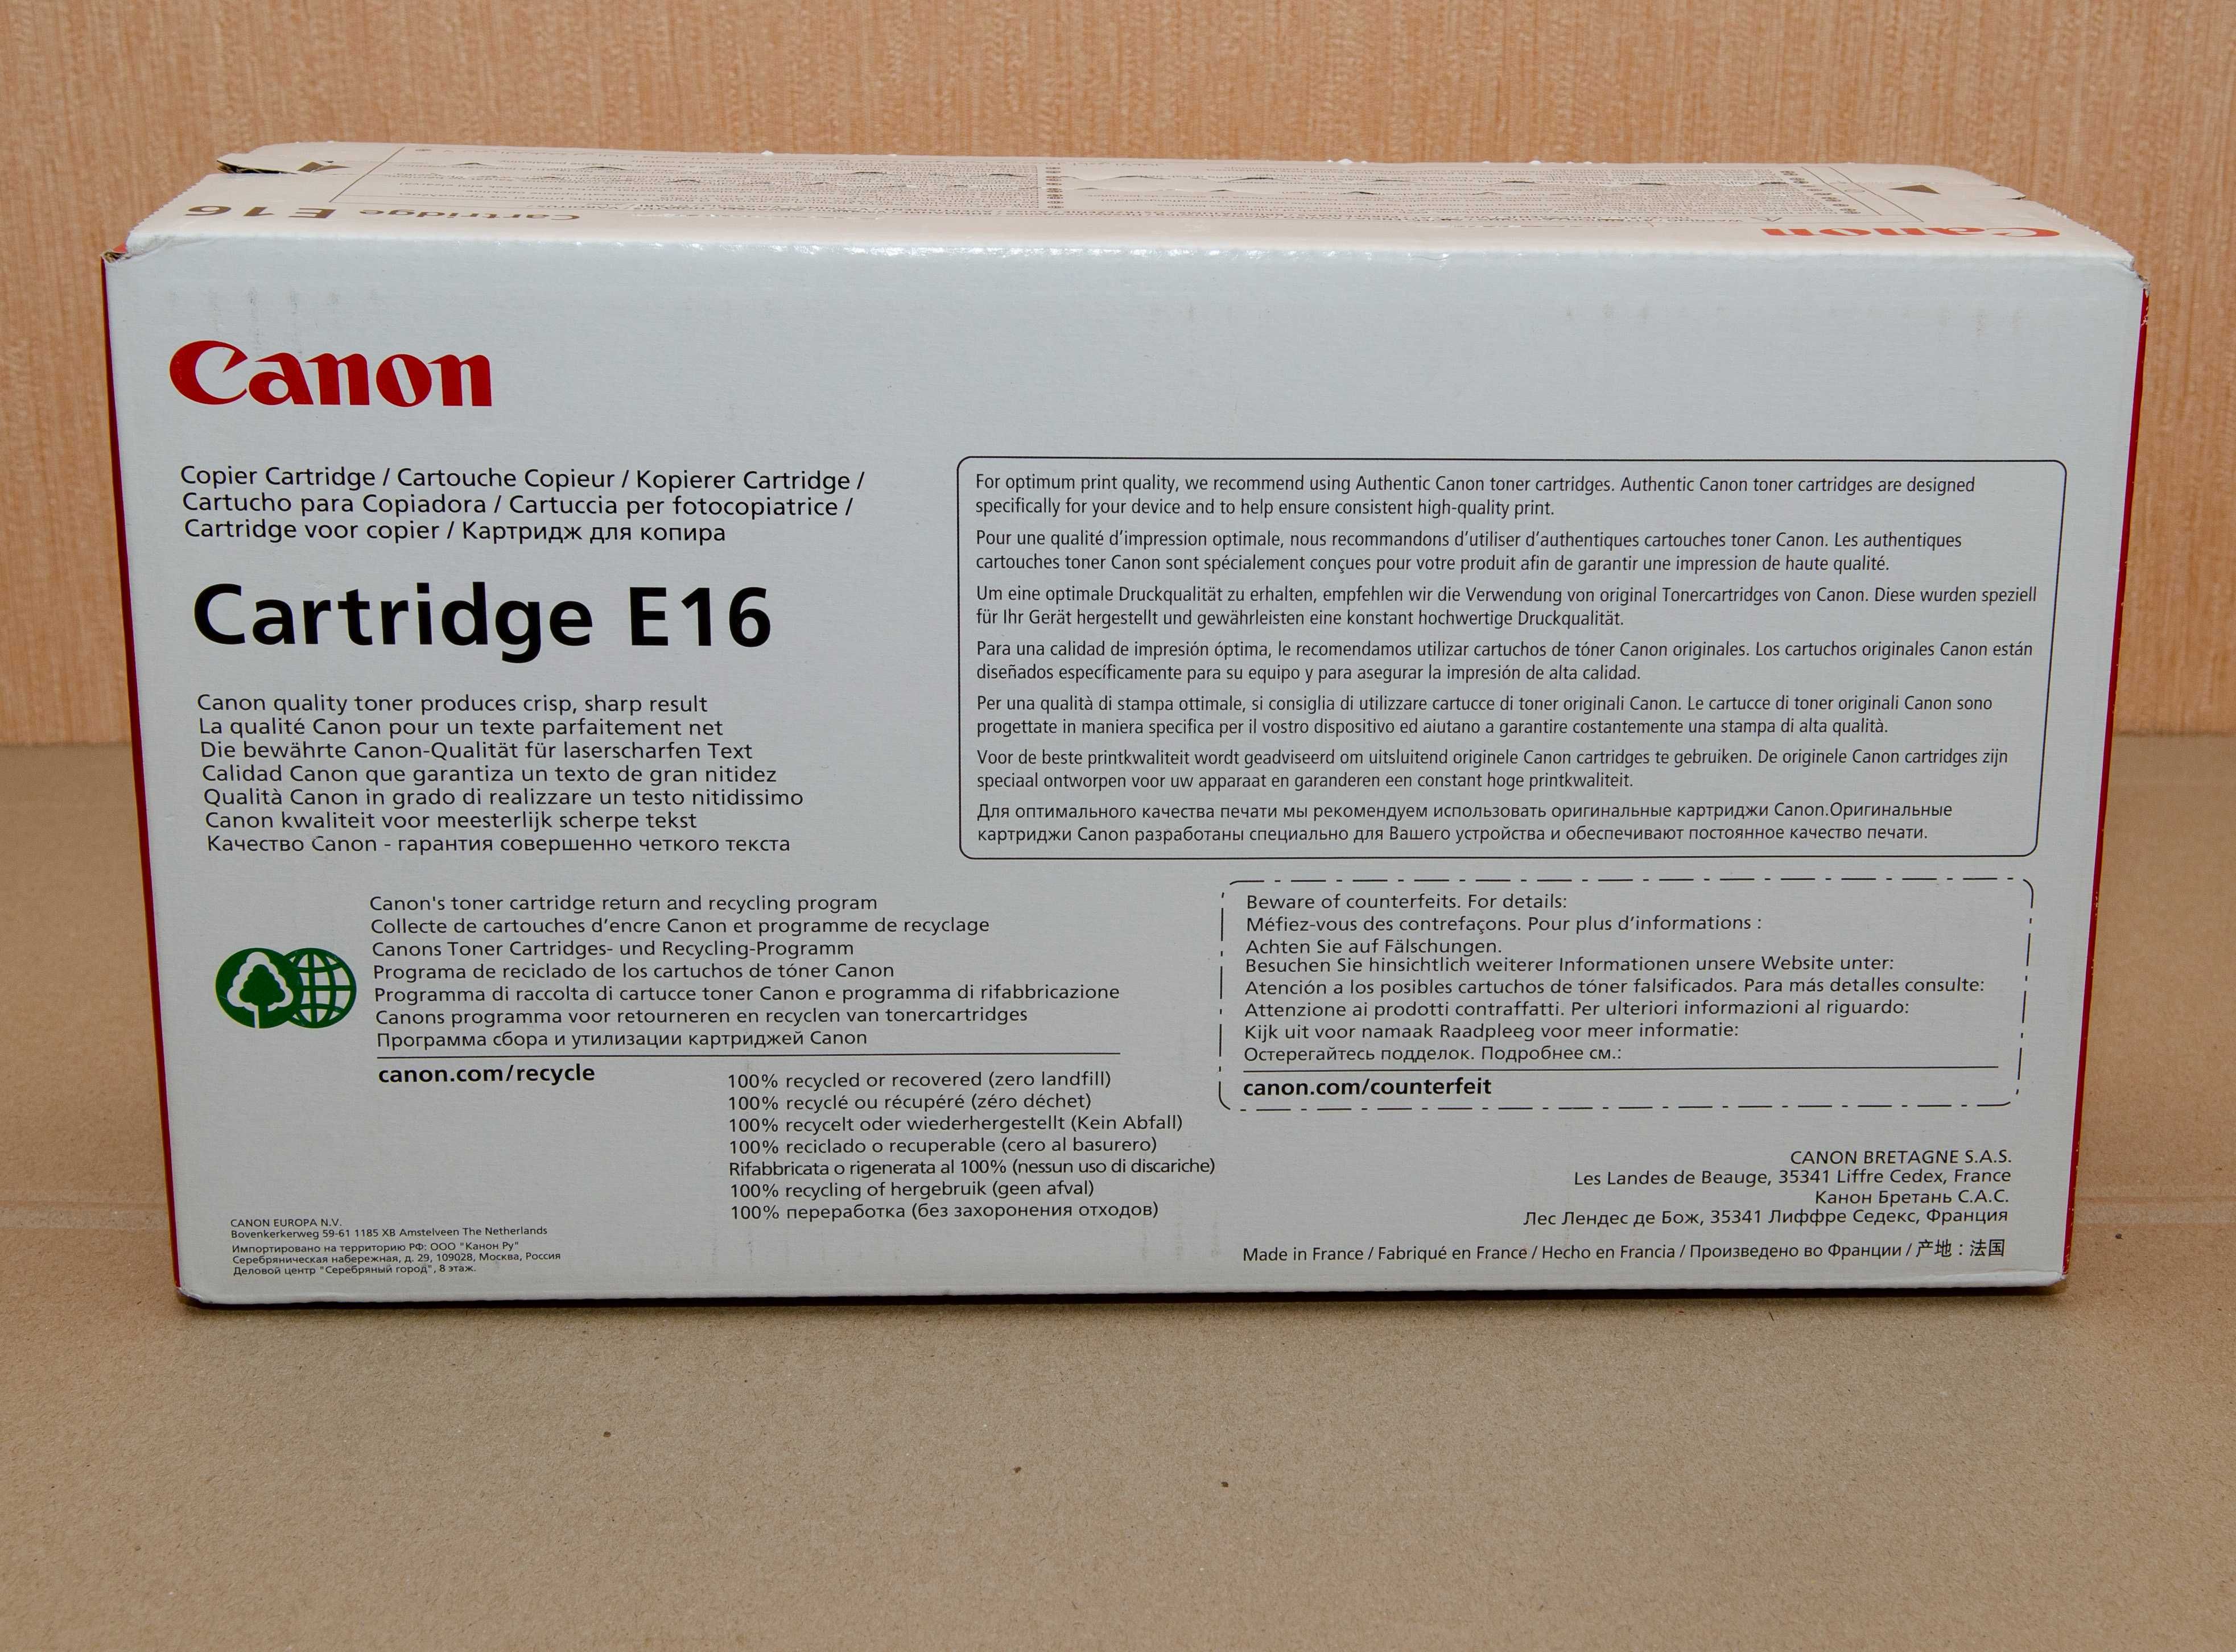 Cartridge E16
Canon
Canon
Copier Cartridge / Cartouche Copieur / Kopierer Cartridge /
Cartucho para Copiadora / Cartuccia per fotocopiatrice /
Cartridge voor copier / Картридж для копира
Cartridge E16
Canon quality toner produces crisp, sharp result
La qualité Canon pour un texte parfaitement net
Die bewährte Canon-Qualität für laserscharfen Text
Calidad Canon que garantiza un texto de gran nitidez
Qualità Canon in grado di realizzare un testo nitidissimo
Canon kwaliteit voor meesterlijk scherpe tekst
Качество Canon - гарантия совершенно четкого текста
For optimum print quality, we recommend using Authentic Canon toner cartridges. Authentic Canon toner cartridges are designed
specifically for your device and to help ensure consistent high-quality print.
Pour une qualité d'impression optimale, nous recommandons d'utiliser d'authentiques cartouches toner Canon. Les authentiques
cartouches toner Canon sont spécialement conçues pour votre produit afin de garantir une impression de haute qualité.
Um eine optimale Druckqualität zu erhalten, empfehlen wir die Verwendung von original Tonercartridges von Canon. Diese wurden speziell
für Ihr Gerät hergestellt und gewährleisten eine konstant hochwertige Druckqualität.
Para una calidad de impresión óptima, le recomendamos utilizar cartuchos de tóner Canon originales. Los cartuchos originales Canon están
diseñados específicamente para su equipo y para asegurar la impresión de alta calidad.
Per una qualità di stampa ottimale, si consiglia di utilizzare cartucce di toner originali Canon. Le cartucce di toner originali Canon sono
progettate in maniera specifica per il vostro dispositivo ed aiutano a garantire costantemente una stampa di alta qualità.
Voor de beste printkwaliteit wordt geadviseerd om uitsluitend originele Canon cartridges te gebruiken. De originele Canon cartridges zijn
speciaal ontworpen voor uw apparaat en garanderen een constant hoge printkwaliteit.
Для оптимального качества печати мы рекомендуем использовать оригинальные картриджи Canon.Оригинальные
картриджи Canon разработаны специально для Вашего устройства и обеспечивают постоянное качество печати.
Canon's toner cartridge return and recycling program
Collecte de cartouches d'encre Canon et programme de recyclage
Canons Toner Cartridges- und Recycling-Programm
Programa de reciclado de los cartuchos de tóner Canon
Programma di raccolta di cartucce toner Canon e programma di rifabbricazione
Canons programma voor retourneren en recyclen van tonercartridges
Программа сбора и утилизации картриджей Canon
canon.com/recycle
100% recycled or recovered (zero landfill)
100% recyclé ou récupéré (zéro déchet)
100% recycelt oder wiederhergestellt (Kein Abfall)
100% reciclado o recuperable (cero al basurero)
Rifabbricata o rigenerata al 100% (nessun uso di discariche)
100% recycling of hergebruik (geen afval)
100% переработка (без захоронения отходов)
Beware of counterfeits. For details:
Méfiez-vous des contrefaçons. Pour plus d'informations :
Achten Sie auf Fälschungen.
Besuchen Sie hinsichtlich weiterer Informationen unsere Website unter:
Atención a los posibles cartuchos de tóner falsificados. Para más detalles consulte:
Attenzione ai prodotti contraffatti. Per ulteriori informazioni al riguardo:
Kijk uit voor namaak Raadpleeg voor meer informatie:
Остерегайтесь подделок. Подробнее см.:
canon.com/counterfeit
CANON EUROPA N.V.
Bovenkerkerweg 59-61 1185 XB Amstelveen The Netherlands
Импортировано на территорию РФ: ООО "Канон Ру"
Серебряническая набережная, д. 29, 109028, Москва, Россия
Деловой центр "Серебряный город", 8 этаж.
CANON BRETAGNE S.A.S.
Les Landes de Beauge, 35341 Liffre Cedex, France
Канон Бретань С.А.С.
Лес Лендес де Бож, 35341 Лиффре Седекс, Франция
Made in France / Fabriqué en France / Hecho en Francia / Произведено во Франции / 产地 : 法国